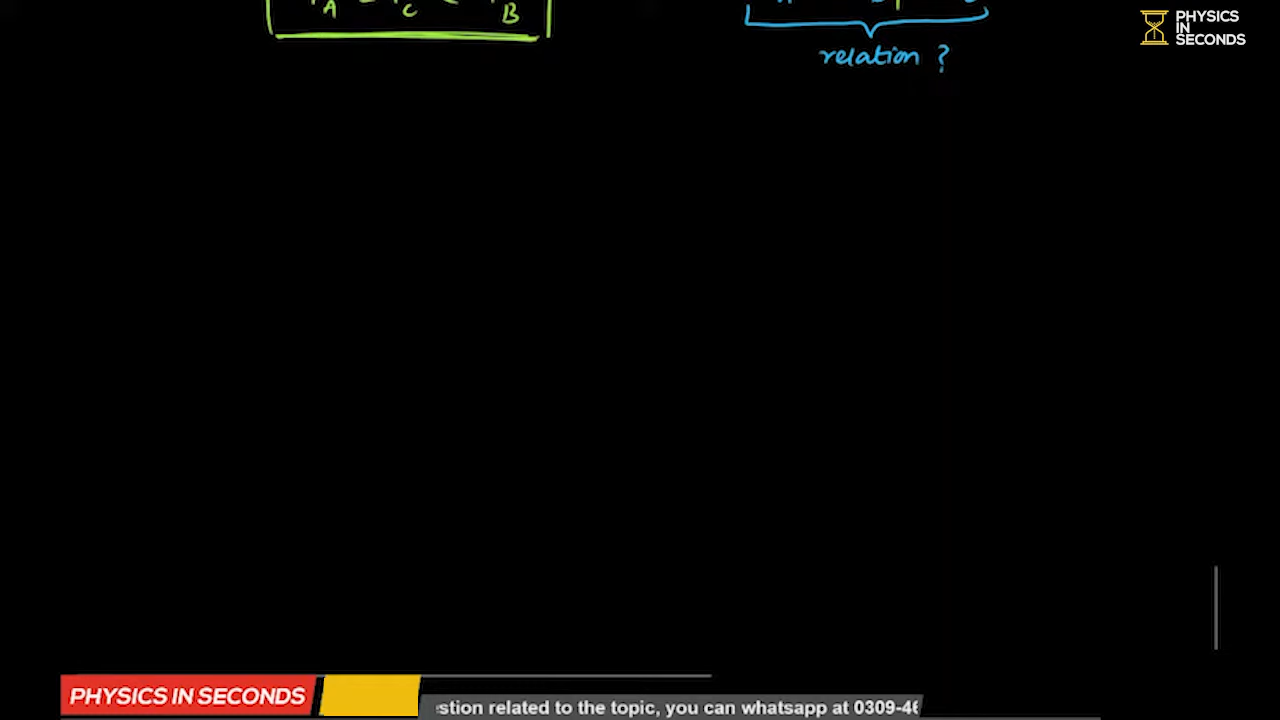 A C B
relation ?
PHYSICS
IN
SECONDS
PHYSICS IN SECONDS
stion related to the topic, you can whatsapp at 0309-46